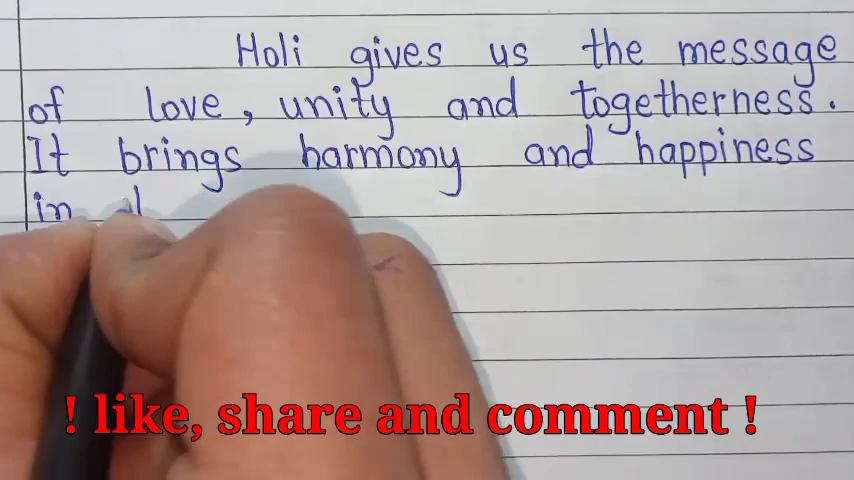 Holi gives us the message
of love, unity and togetherness.
It brings harmony and happiness
in
! like, share and comment !